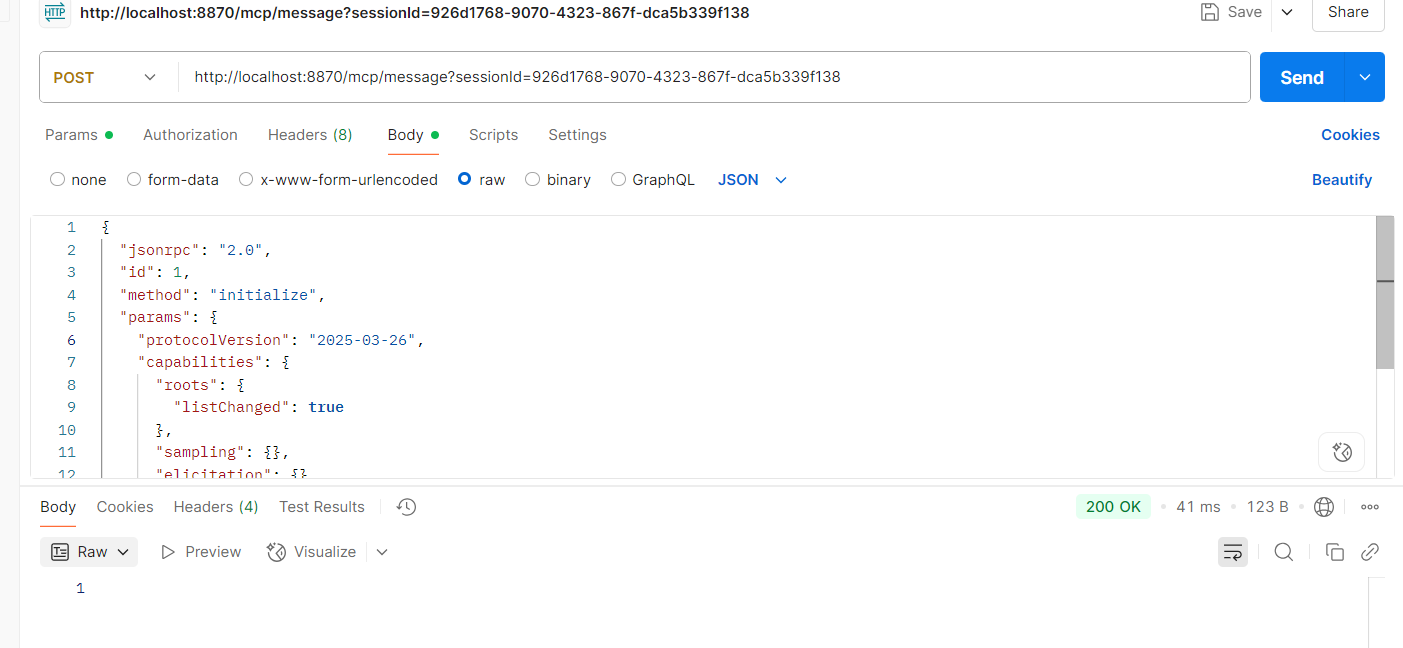 HTTP http://localhost:8870/mcp/message?sessionId=926d1768-9070-4323-867f-dca5b339f138 Save Share
POST http://localhost:8870/mcp/message?sessionId=926d1768-9070-4323-867f-dca5b339f138 Send
Params Authorization Headers (8) Body Scripts Settings Cookies
none form-data x-www-form-urlencoded raw binary GraphQL JSON Beautify
1 {
2 "jsonrpc": "2.0",
3 "id": 1,
4 "method": "initialize",
5 "params": {
6 "protocolVersion": "2025-03-26",
7 "capabilities": {
8 "roots": {
9 "listChanged": true
10 },
11 "sampling": {},
12 "elicitation": {}
Body Cookies Headers (4) Test Results 200 OK 41 ms 123 B
Raw Preview Visualize
1